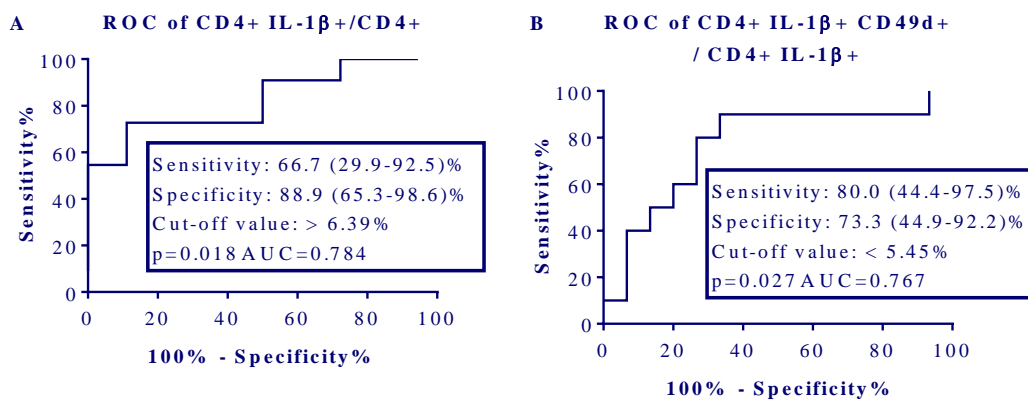 A
ROC of CD4+ IL-1β+/CD4+
100
80
60
40
20
0
Sensitivity%
Sensitivity: 66.7 (29.9-92.5)%
Specificity: 88.9 (65.3-98.6)%
Cut-off value: > 6.39%
p=0.018 AUC=0.784
0 20 40 60 80 100
100% - Specificity%
B
ROC of CD4+ IL-1β+ CD49d+
/ CD4+ IL-1β+
100
80
60
40
20
0
Sensitivity%
Sensitivity: 80.0 (44.4-97.5)%
Specificity: 73.3 (44.9-92.2)%
Cut-off value: < 5.45%
p=0.027 AUC=0.767
0 20 40 60 80 100
100% - Specificity%